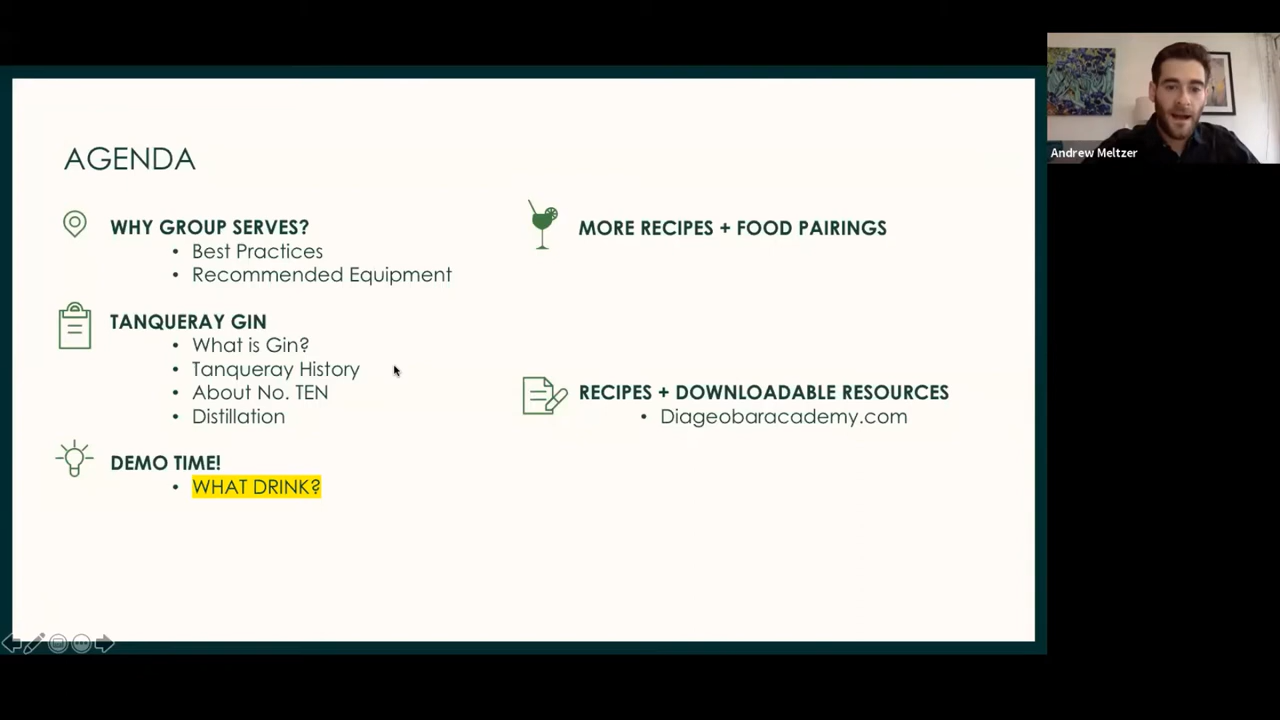 AGENDA
WHY GROUP SERVES?
• Best Practices
• Recommended Equipment
TANQUERAY GIN
• What is Gin?
• Tanqueray History
• About No. TEN
• Distillation
DEMO TIME!
• WHAT DRINK?
MORE RECIPES + FOOD PAIRINGS
RECIPES + DOWNLOADABLE RESOURCES
• Diageobaracademy.com
Andrew Meltzer